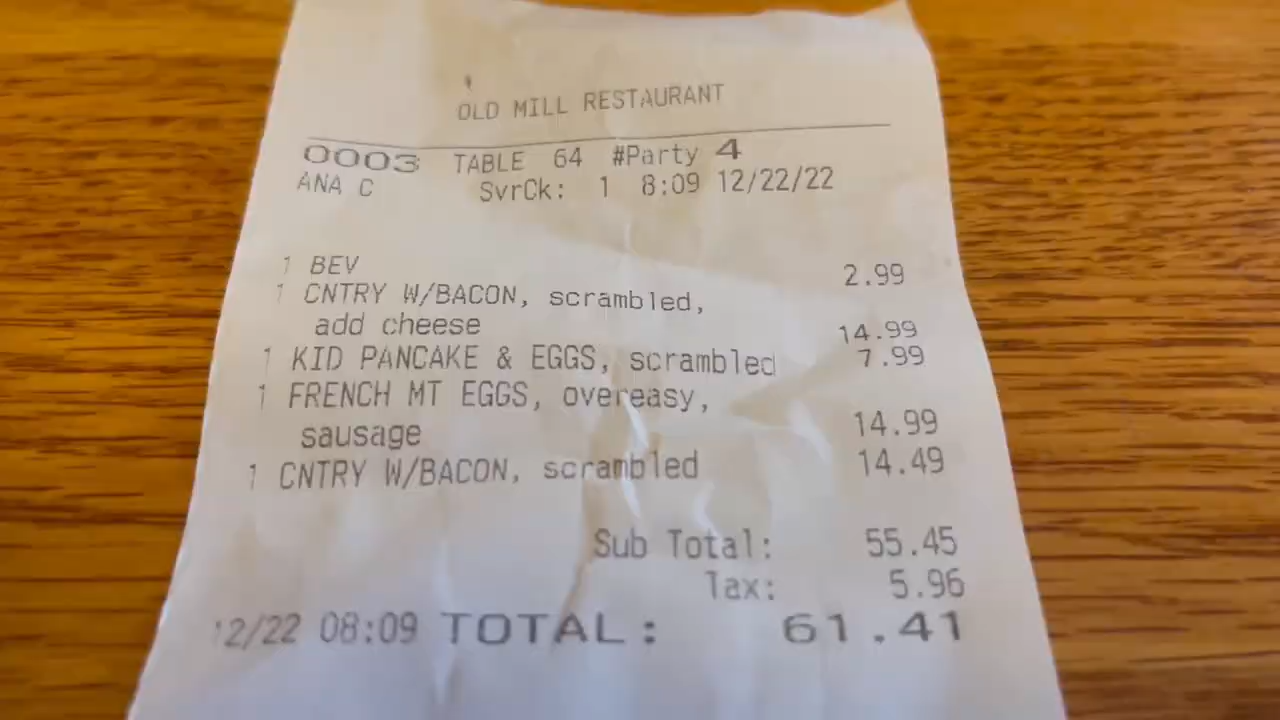 OLD MILL RESTAURANT
0003 TABLE 64 #Party 4
ANA C SvrCk: 1 8:09 12/22/22
1 BEV 2.99
1 CNTRY W/BACON, scrambled,
add cheese 14.99
1 KID PANCAKE & EGGS, scrambled 7.99
1 FRENCH MT EGGS, overeasy,
sausage 14.99
1 CNTRY W/BACON, scrambled 14.49
Sub Total: 55.45
Tax: 5.96
12/22 08:09 TOTAL: 61.41